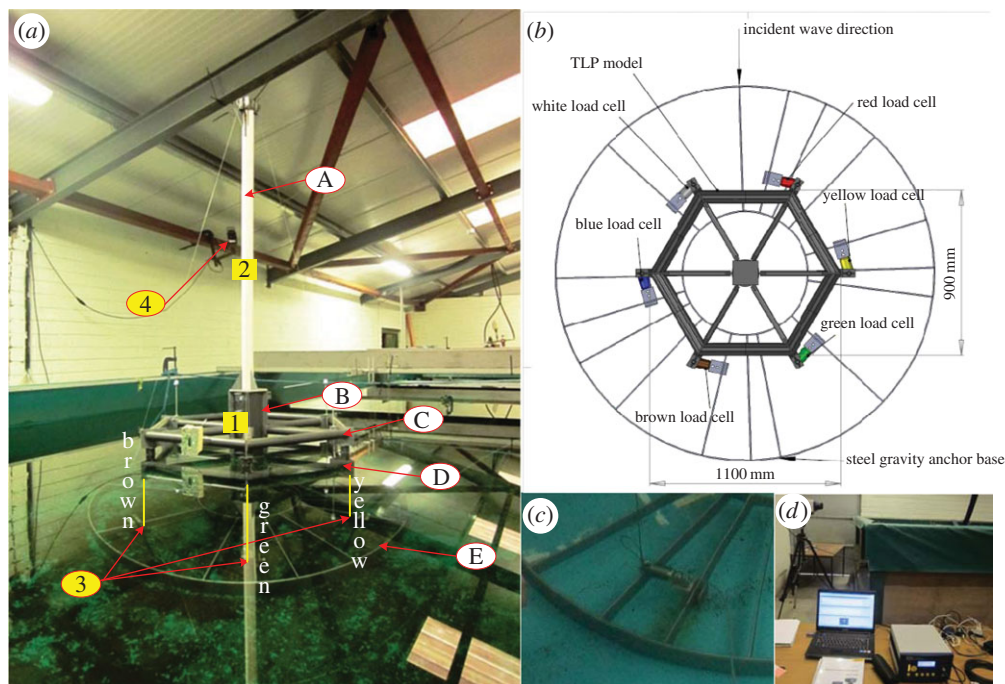 (a)
A
2
4
B
1
C
brown
D
yellow
green
E
3
(b)
incident wave direction
TLP model
white load cell
red load cell
yellow load cell
blue load cell
900 mm
green load cell
brown load cell
steel gravity anchor base
1100 mm
(c)
(d)